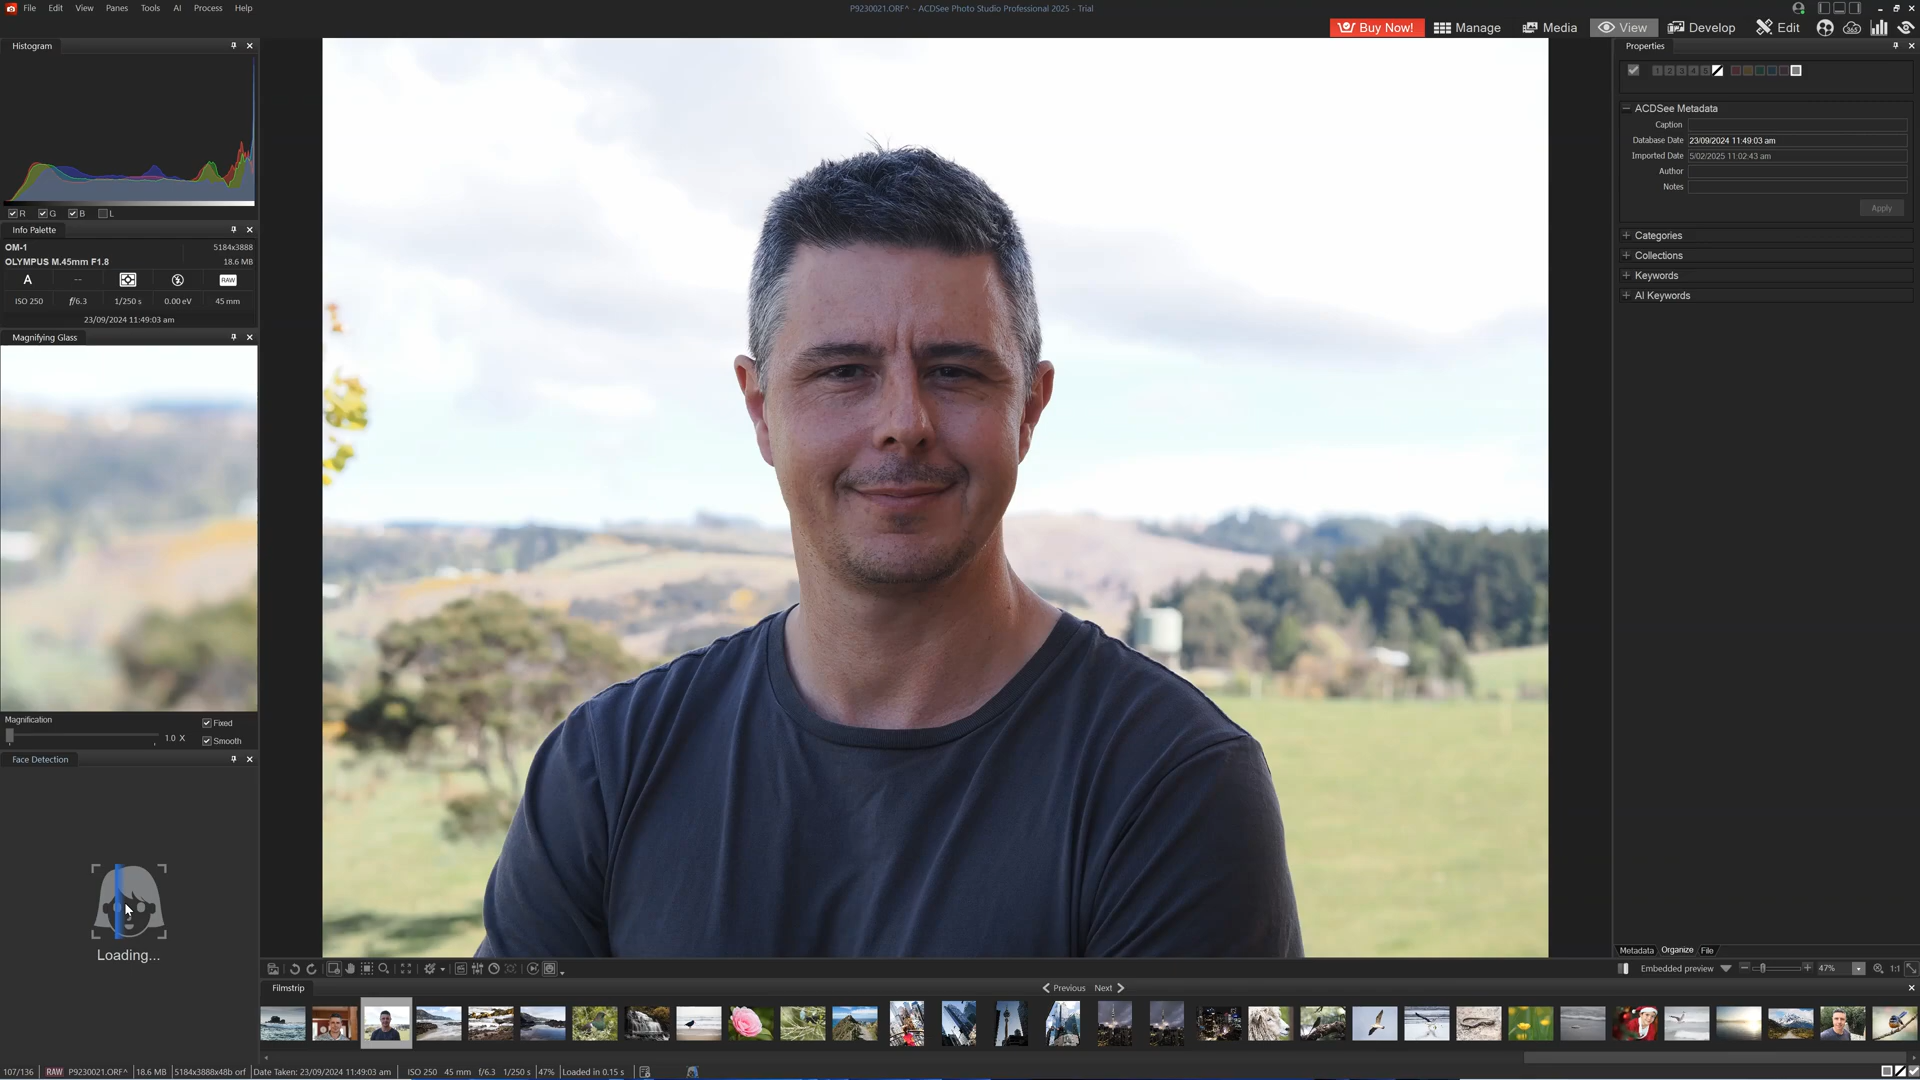 File Edit View Panes Tools AI Process Help
P9230021.ORF^ - ACDSee Photo Studio Professional 2025 - Trial
Buy Now! Manage Media View Develop Edit 365
Histogram
R G B L
Info Palette
OM-1 5184x3888
OLYMPUS M.45mm F1.8 18.6 MB
A -- RAW
ISO 250 f/6.3 1/250 s 0.00 eV 45 mm
23/09/2024 11:49:03 am
Magnifying Glass
Magnification
1.0 X
Fixed
Smooth
Face Detection
Loading...
Properties
1 2 3 4 5
ACDSee Metadata
Caption
Database Date 23/09/2024 11:49:03 am
Imported Date 5/02/2025 11:02:43 am
Author
Notes
Apply
Categories
Collections
Keywords
AI Keywords
Metadata Organize File
Embedded preview 47% 1:1
Filmstrip
Previous Next
107/136 RAW P9230021.ORF^ 18.6 MB 5184x3888x48b orf Date Taken: 23/09/2024 11:49:03 am ISO 250 45 mm f/6.3 1/250 s 47% Loaded in 0.15 s